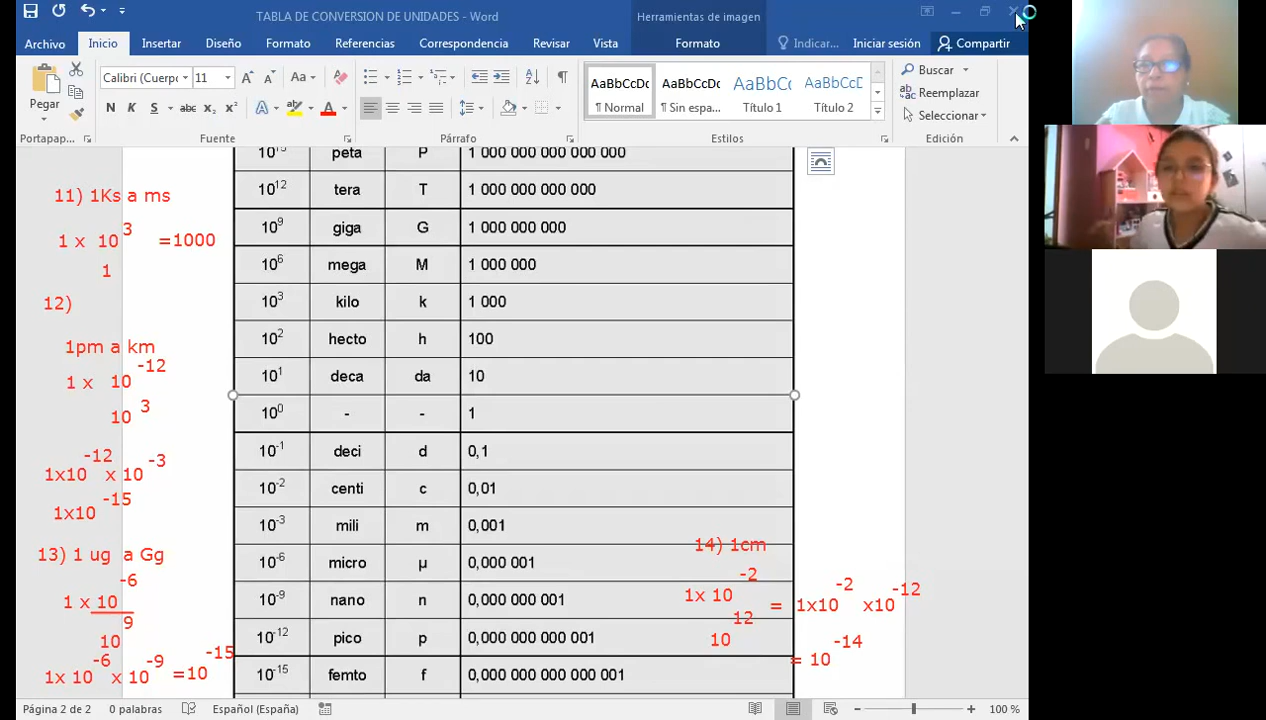 TABLA DE CONVERSION DE UNIDADES - Word
Herramientas de imagen
Archivo Inicio Insertar Diseño Formato Referencias Correspondencia Revisar Vista Formato Indicar... Iniciar sesión Compartir
Pegar
Calibri (Cuerpo 11
Aa
N K S abc x₂ x²
A A
AaBbCcDc AaBbCcDc AaBbCc AaBbCcD
¶ Normal ¶ Sin espa... Título 1 Título 2
Buscar
Reemplazar
Seleccionar
Portapap... Fuente Párrafo Estilos Edición
10¹⁵ peta P 1 000 000 000 000 000
10¹² tera T 1 000 000 000 000
10⁹ giga G 1 000 000 000
10⁶ mega M 1 000 000
10³ kilo k 1 000
10² hecto h 100
10¹ deca da 10
10⁰ - - 1
10⁻¹ deci d 0,1
10⁻² centi c 0,01
10⁻³ mili m 0,001
10⁻⁶ micro µ 0,000 001
10⁻⁹ nano n 0,000 000 001
10⁻¹² pico p 0,000 000 000 001
10⁻¹⁵ femto f 0,000 000 000 000 001
11) 1Ks a ms
1 x 10³ =1000
1
12)
1pm a km
1 x 10⁻¹²
10³
1x10⁻¹² x 10⁻³
1x10⁻¹⁵
13) 1 ug a Gg
1 x 10⁻⁶
10⁹
1x 10⁻⁶ x 10⁻⁹ =10⁻¹⁵
14) 1cm
1x 10⁻² = 1x10⁻² x10⁻¹²
10¹²
= 10⁻¹⁴
Página 2 de 2 0 palabras Español (España) 100 %